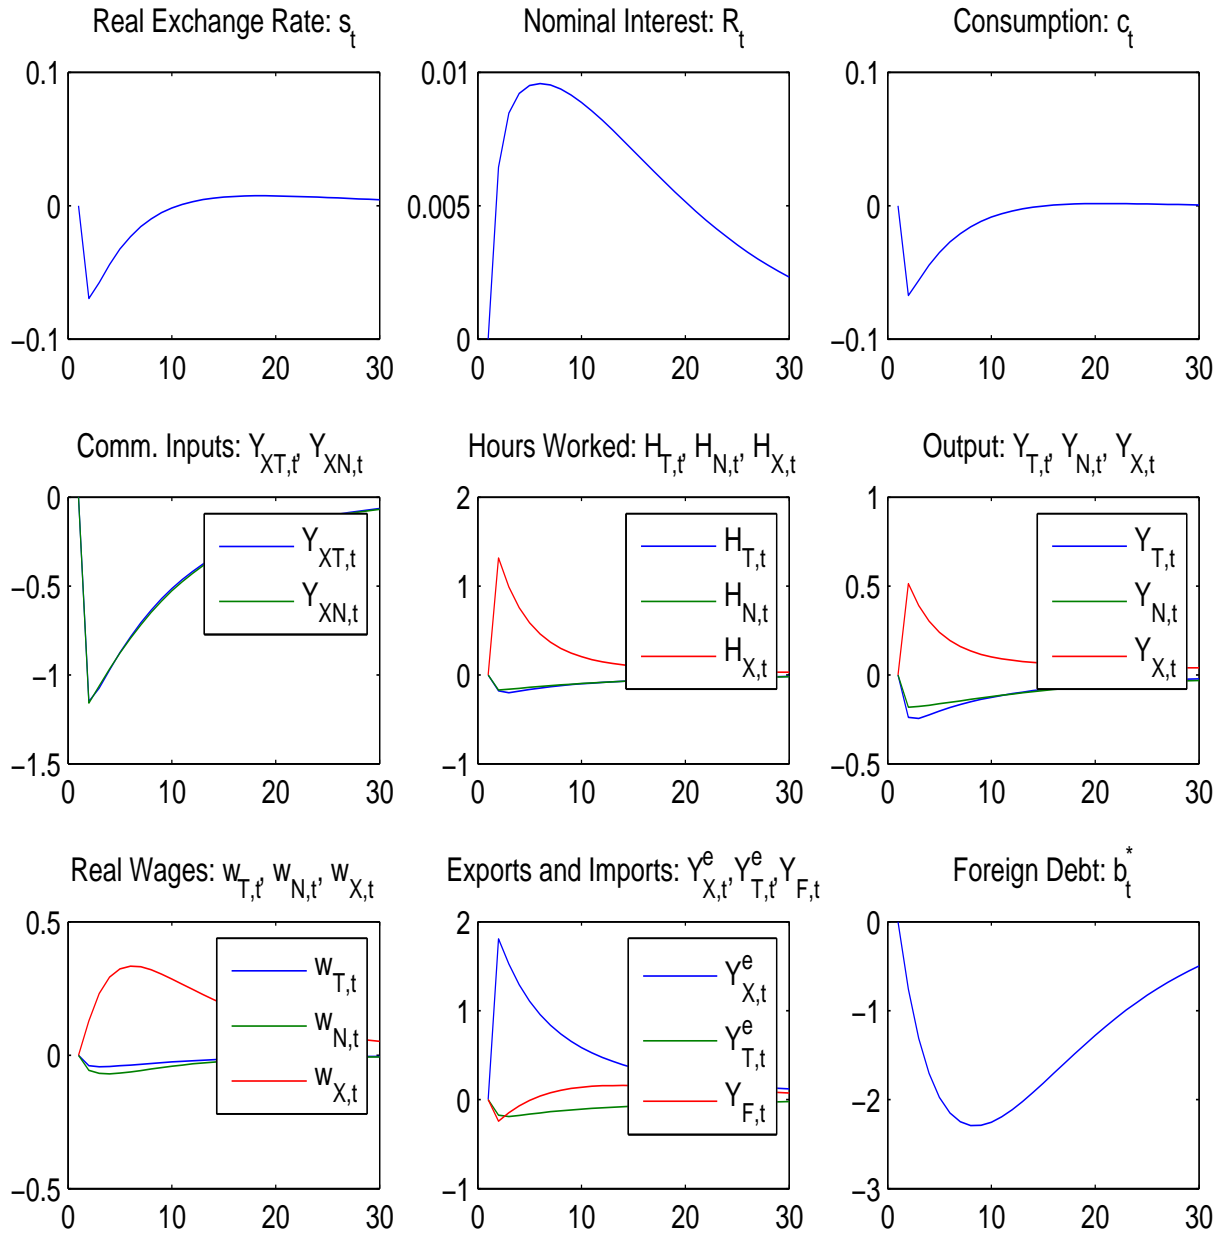 Real Exchange Rate: s_t
Nominal Interest: R_t
Consumption: c_t
0.1
0
−0.1
0 10 20 30
0.01
0.005
0
0 10 20 30
0.1
0
−0.1
0 10 20 30
Comm. Inputs: Y_XT,t, Y_XN,t
Hours Worked: H_T,t, H_N,t, H_X,t
Output: Y_T,t, Y_N,t, Y_X,t
0
−0.5
−1
−1.5
0 10 20 30
Y_XT,t
Y_XN,t
2
1
0
−1
0 10 20 30
H_T,t
H_N,t
H_X,t
1
0.5
0
−0.5
0 10 20 30
Y_T,t
Y_N,t
Y_X,t
Real Wages: w_T,t, w_N,t, w_X,t
Exports and Imports: Y^e_X,t,Y^e_T,t,Y_F,t
Foreign Debt: b^*_t
0.5
0
−0.5
0 10 20 30
w_T,t
w_N,t
w_X,t
2
1
0
−1
0 10 20 30
Y^e_X,t
Y^e_T,t
Y_F,t
0
−1
−2
−3
0 10 20 30